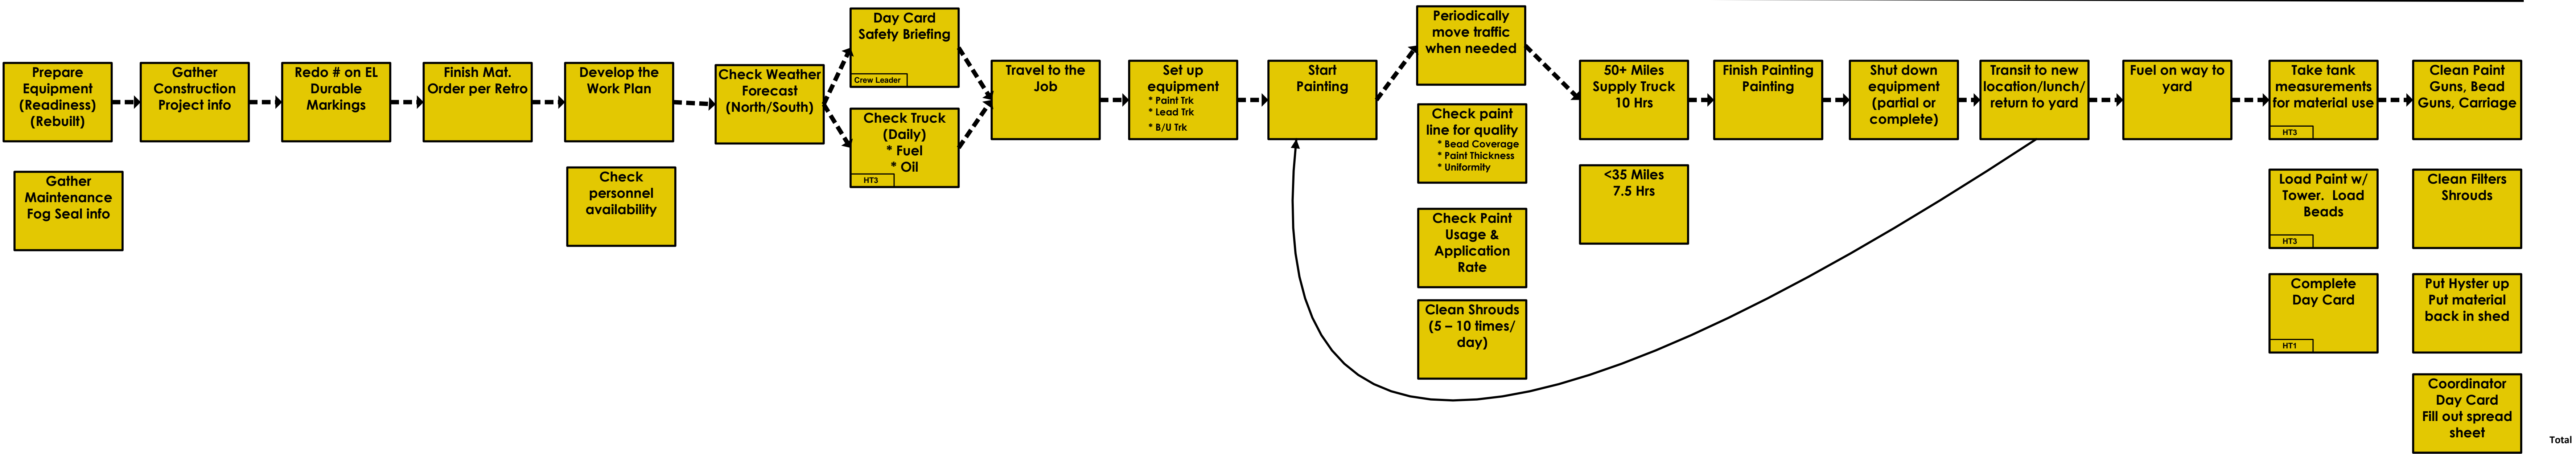 Prepare
Equipment
(Readiness)
(Rebuilt)
Gather
Maintenance
Fog Seal info
Gather
Construction
Project info
Redo # on EL
Durable
Markings
Finish Mat.
Order per Retro
Develop the
Work Plan
Check
personnel
availability
Check Weather
Forecast
(North/South)
Day Card
Safety Briefing
Crew Leader
Check Truck
(Daily)
* Fuel
* Oil
HT3
Travel to the
Job
Set up
equipment
* Paint Trk
* Lead Trk
* B/U Trk
Start
Painting
Periodically
move traffic
when needed
Check paint
line for quality
* Bead Coverage
* Paint Thickness
* Uniformity
Check Paint
Usage &
Application
Rate
Clean Shrouds
(5 – 10 times/
day)
50+ Miles
Supply Truck
10 Hrs
<35 Miles
7.5 Hrs
Finish Painting
Painting
Shut down
equipment
(partial or
complete)
Transit to new
location/lunch/
return to yard
Fuel on way to
yard
Take tank
measurements
for material use
HT3
Load Paint w/
Tower. Load
Beads
HT3
Complete
Day Card
HT1
Clean Paint
Guns, Bead
Guns, Carriage
Clean Filters
Shrouds
Put Hyster up
Put material
back in shed
Coordinator
Day Card
Fill out spread
sheet
Total